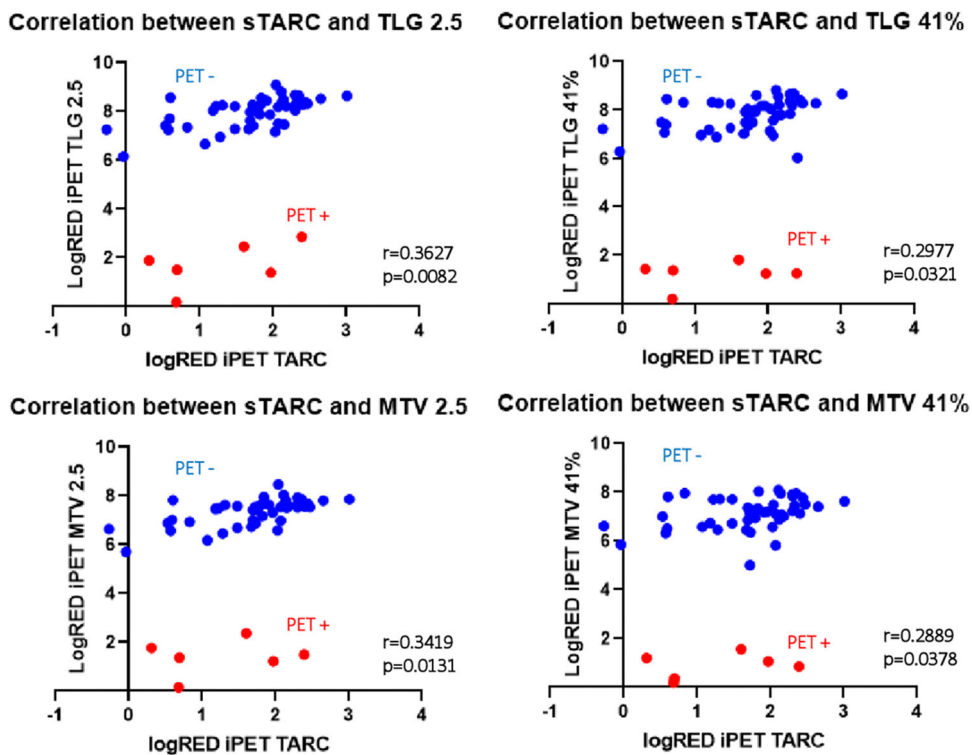 Correlation between sTARC and TLG 2.5
10
8
6
4
2
-1
0
1
2
3
4
LogRED iPET TLG 2.5
PET -
PET +
r=0.3627
p=0.0082
logRED iPET TARC
Correlation between sTARC and TLG 41%
10
8
6
4
2
-1
0
1
2
3
4
LogRED iPET TLG 41%
PET -
PET +
r=0.2977
p=0.0321
logRED iPET TARC
Correlation between sTARC and MTV 2.5
10
8
6
4
2
-1
0
1
2
3
4
LogRED iPET MTV 2.5
PET -
PET +
r=0.3419
p=0.0131
logRED iPET TARC
Correlation between sTARC and MTV 41%
10
8
6
4
2
-1
0
1
2
3
4
LogRED iPET MTV 41%
PET -
PET +
r=0.2889
p=0.0378
logRED iPET TARC